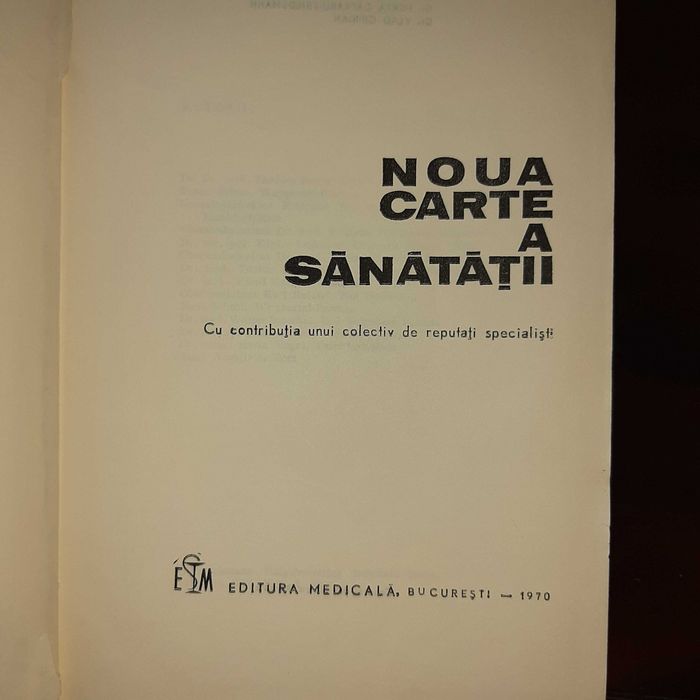 NOUA
CARTE
A
SĂNĂTĂȚII
Cu contribuția unui colectiv de reputați specialiști
ESM EDITURA MEDICALĂ, BUCUREȘTI — 1970